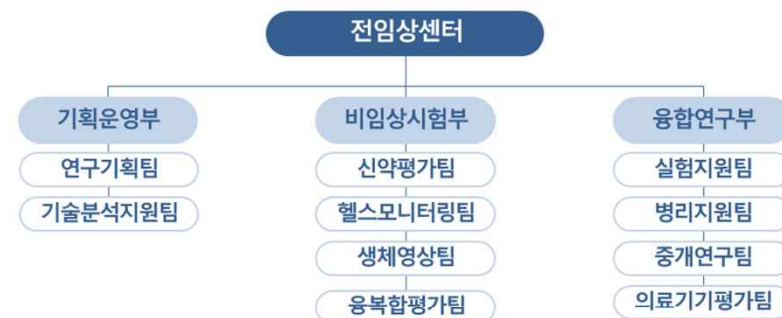 전임상센터
기획운영부
비임상시험부
융합연구부
연구기획팀
신약평가팀
실험지원팀
기술분석지원팀
헬스모니터링팀
병리지원팀
생체영상팀
중개연구팀
융복합평가팀
의료기기평가팀